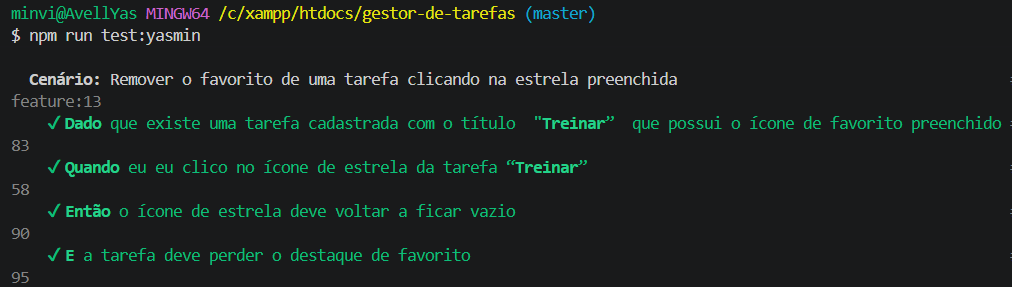 minvi@AvellYas MINGW64 /c/xampp/htdocs/gestor-de-tarefas (master)
$ npm run test:yasmin
Cenário: Remover o favorito de uma tarefa clicando na estrela preenchida
feature:13
✓ Dado que existe uma tarefa cadastrada com o título "Treinar” que possui o ícone de favorito preenchido
83
✓ Quando eu eu clico no ícone de estrela da tarefa “Treinar”
58
✓ Então o ícone de estrela deve voltar a ficar vazio
90
✓ E a tarefa deve perder o destaque de favorito
95